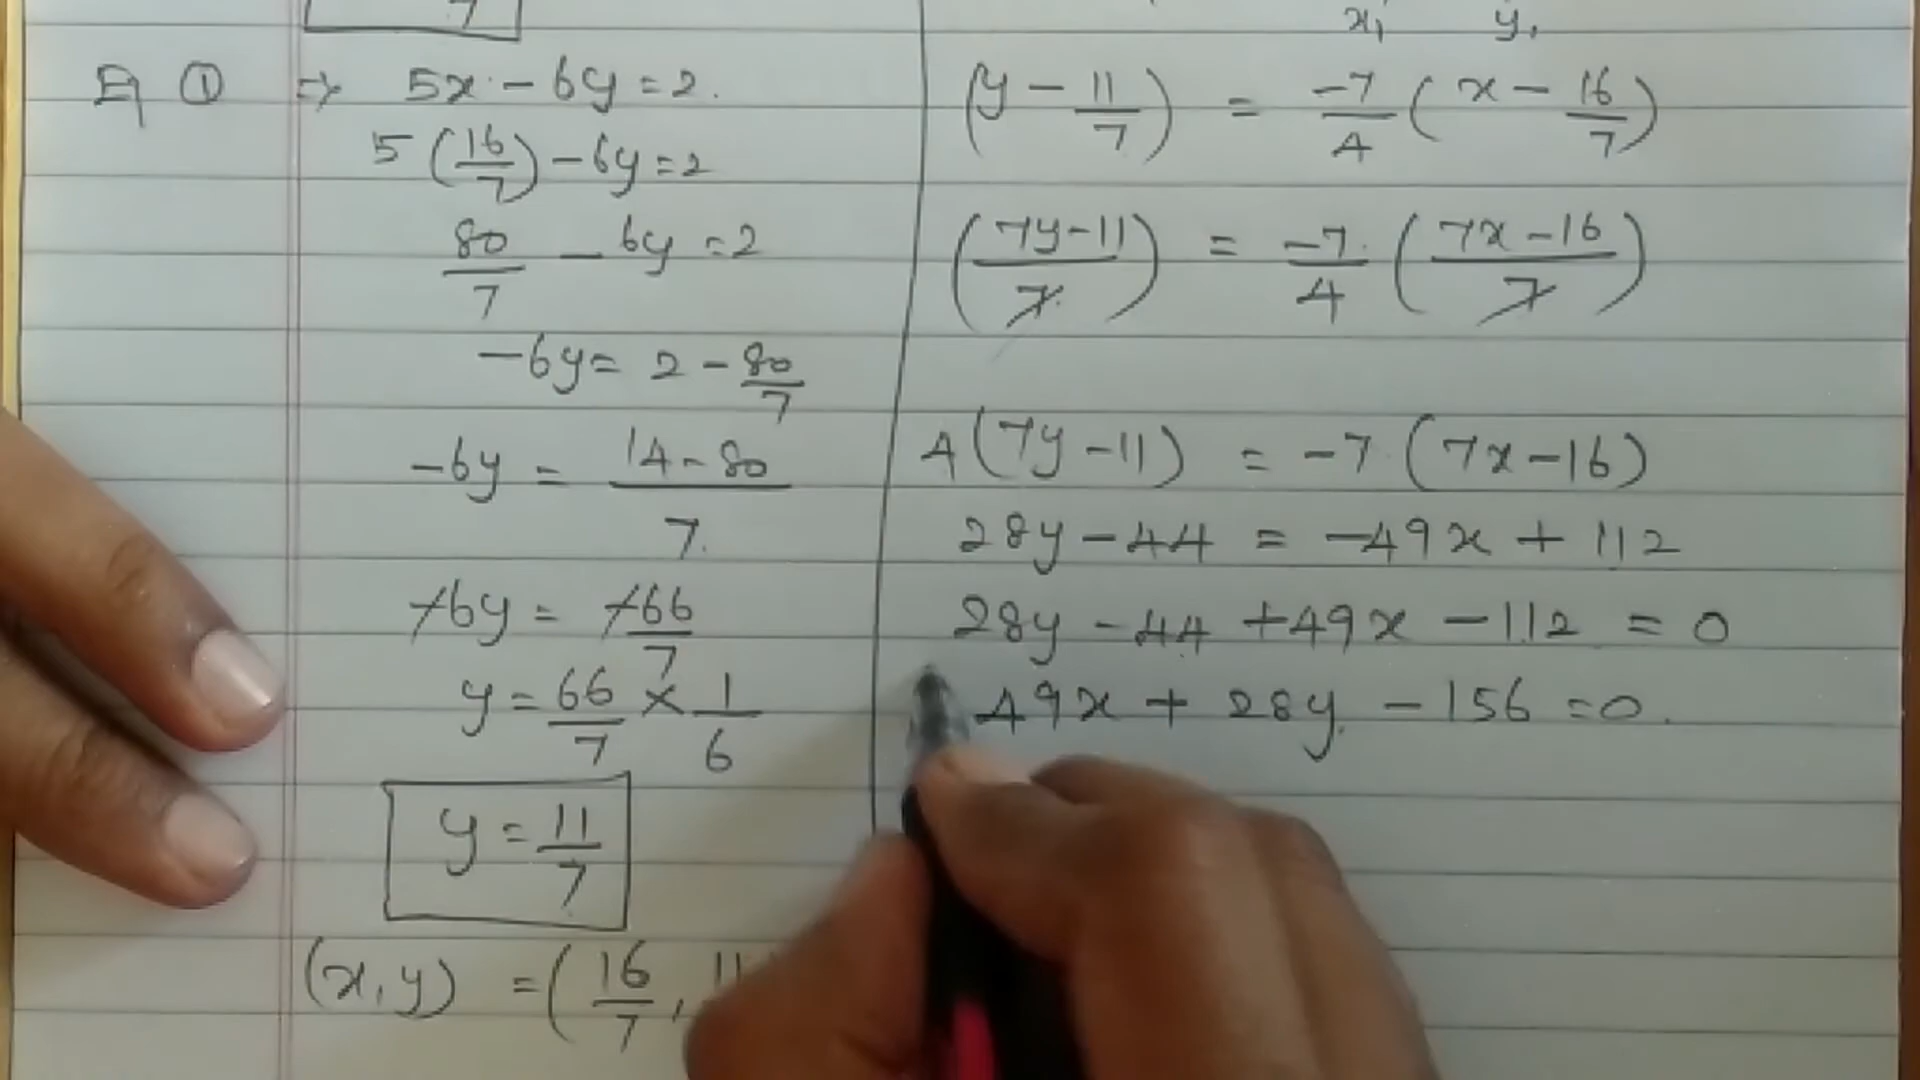 7
Eq ① ⇒ 5x - 6y = 2.
5(16/7) - 6y = 2
80/7 - 6y = 2
-6y = 2 - 80/7
-6y = 14 - 80 / 7.
-6y = -66/7
y = 66/7 × 1/6
y = 11/7
(x, y) = (16/7, 11
x₁ y₁
(y - 11/7) = -7/4 (x - 16/7)
(7y - 11 / 7) = -7/4 (7x - 16 / 7)
4(7y - 11) = -7 (7x - 16)
28y - 44 = -49x + 112
28y - 44 + 49x - 112 = 0
49x + 28y - 156 = 0.